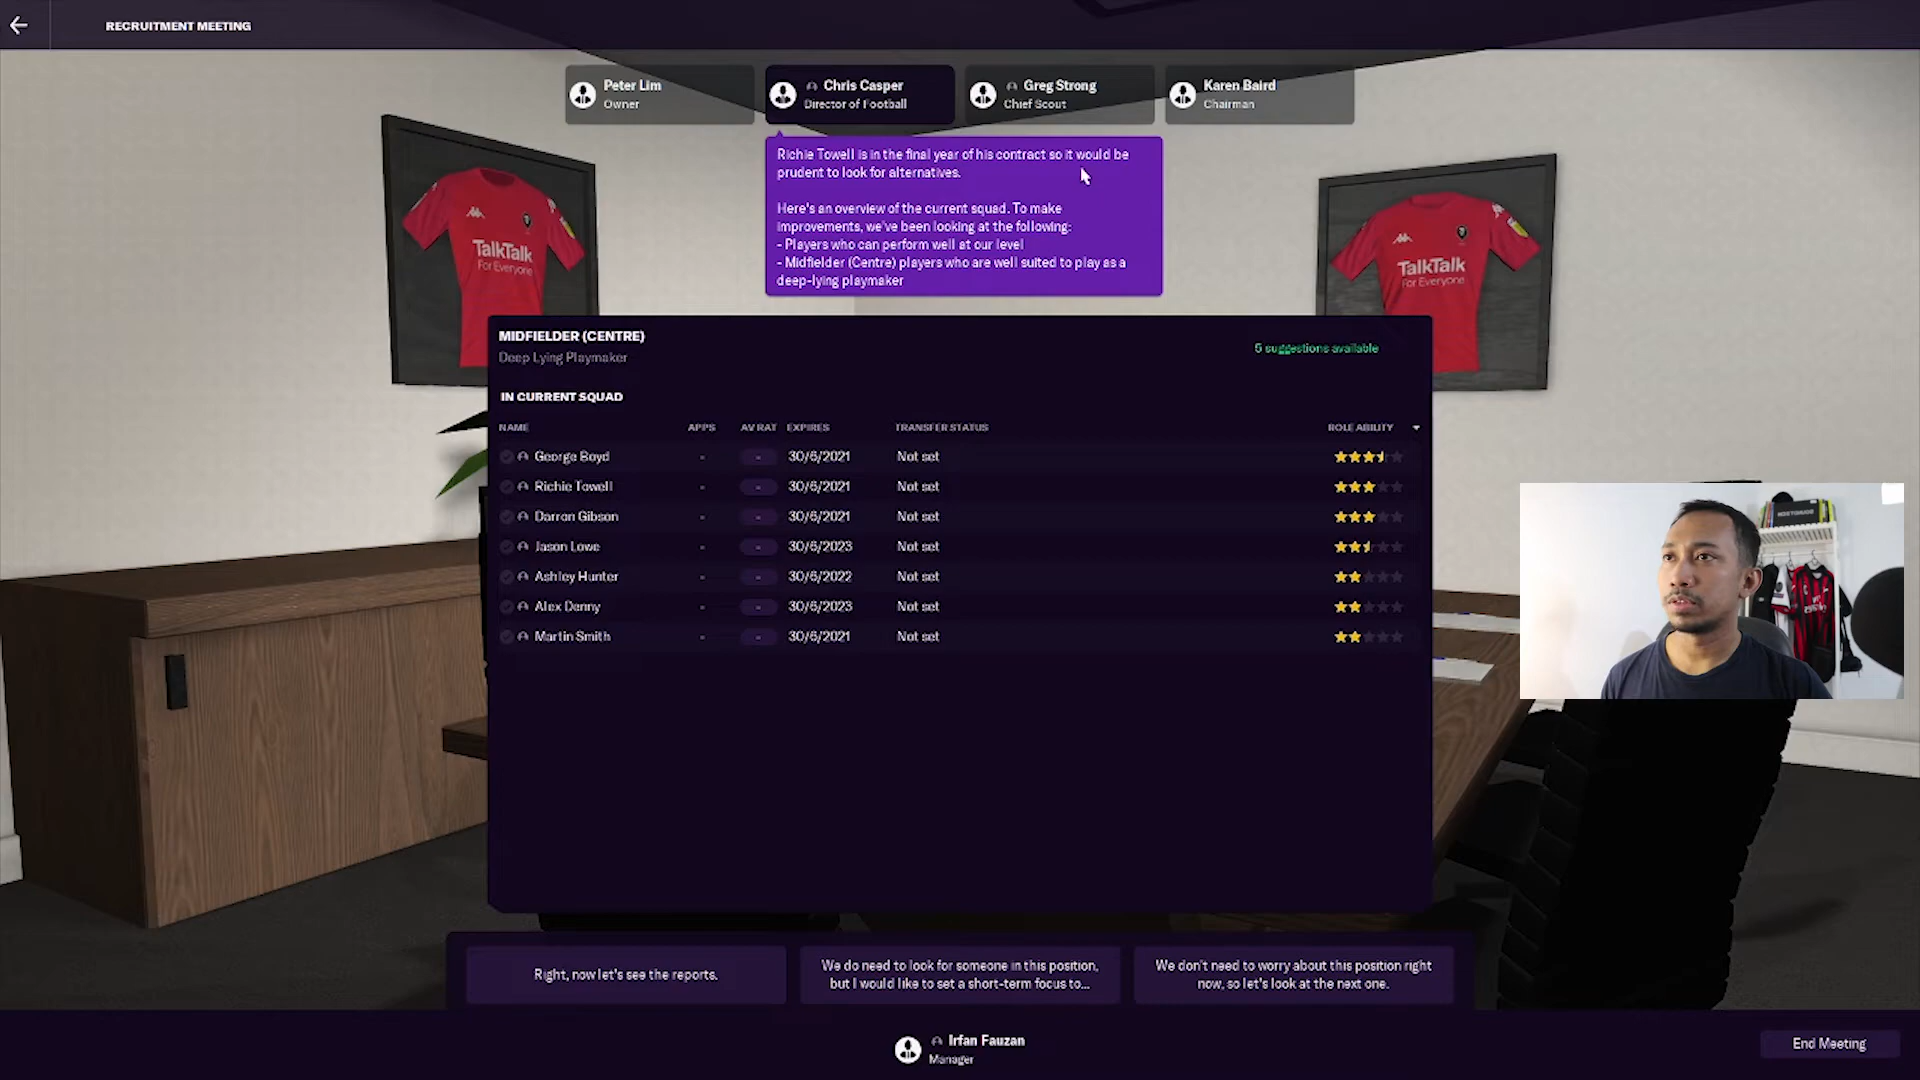 RECRUITMENT MEETING
Peter Lim
Owner
Chris Casper
Director of Football
Greg Strong
Chief Scout
Karen Baird
Chairman
Richie Towell is in the final year of his contract so it would be
prudent to look for alternatives.
Here's an overview of the current squad. To make
improvements, we've been looking at the following:
- Players who can perform well at our level
- Midfielder (Centre) players who are well suited to play as a
deep-lying playmaker
TalkTalk
For Everyone
TalkTalk
For Everyone
MIDFIELDER (CENTRE)
Deep Lying Playmaker
5 suggestions available
IN CURRENT SQUAD
NAME APPS AV RAT EXPIRES TRANSFER STATUS ROLE ABILITY
George Boyd - - 30/6/2021 Not set
Richie Towell - - 30/6/2021 Not set
Darron Gibson - - 30/6/2021 Not set
Jason Lowe - - 30/6/2023 Not set
Ashley Hunter - - 30/6/2022 Not set
Alex Denny - - 30/6/2023 Not set
Martin Smith - - 30/6/2021 Not set
Right, now let's see the reports.
We do need to look for someone in this position,
but I would like to set a short-term focus to...
We don't need to worry about this position right
now, so let's look at the next one.
Irfan Fauzan
Manager
End Meeting